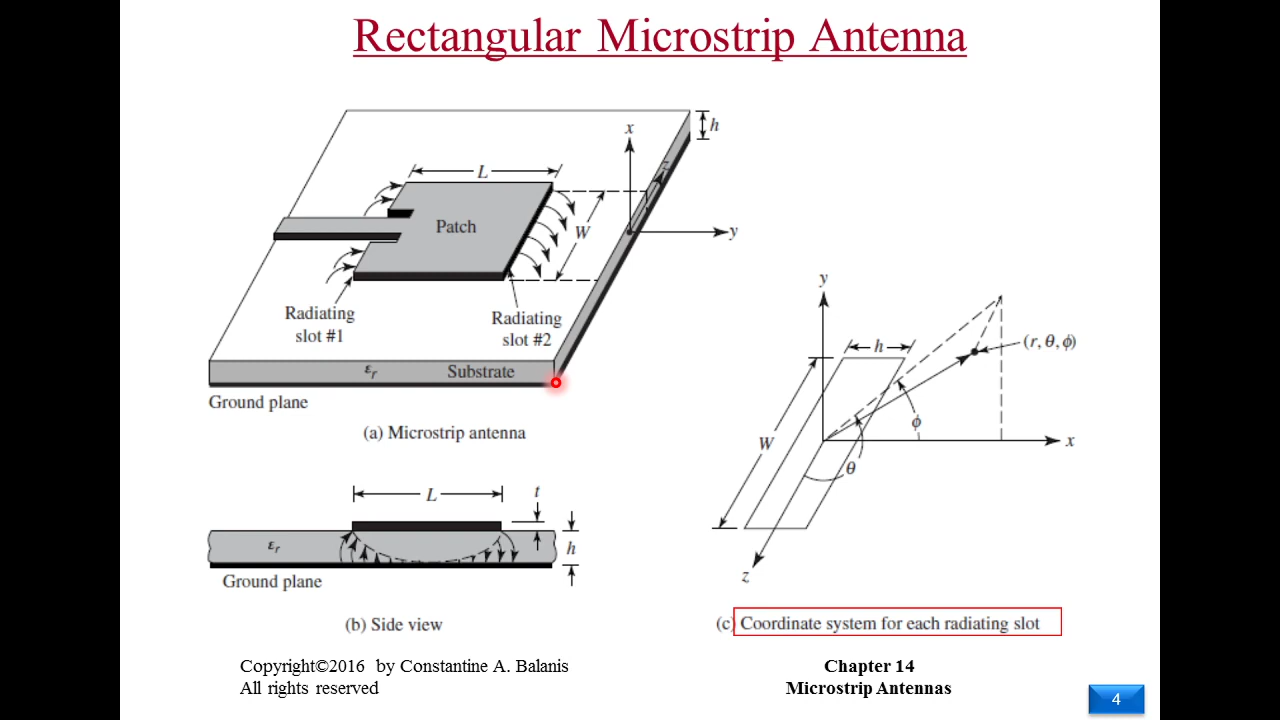 Rectangular Microstrip Antenna
h
x
L
Patch
W
y
Radiating
slot #1
Radiating
slot #2
εr
Substrate
Ground plane
(a) Microstrip antenna
L
t
εr
h
Ground plane
(b) Side view
y
h
(r, θ, ϕ)
W
ϕ
x
θ
z
(c) Coordinate system for each radiating slot
Copyright©2016 by Constantine A. Balanis
All rights reserved
Chapter 14
Microstrip Antennas
4